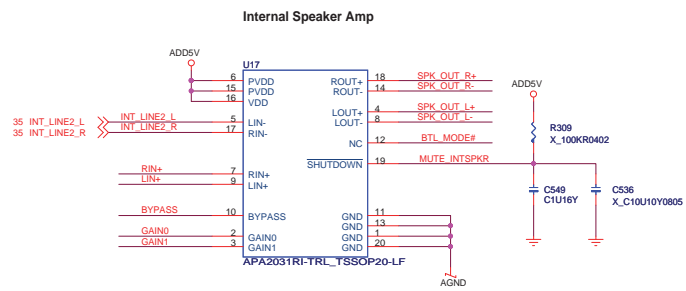 Internal Speaker Amp
ADD5V
U17
6 PVDD ROUT+ 18 SPK_OUT_R+
15 PVDD ROUT- 14 SPK_OUT_R-
16 VDD
ADD5V
35 INT_LINE2_L INT_LINE2_L 5 LIN- LOUT+ 4 SPK_OUT_L+
35 INT_LINE2_R INT_LINE2_R 17 RIN- LOUT- 8 SPK_OUT_L-
NC 12 BTL_MODE#
R309
X_100KR0402
SHUTDOWN 19 MUTE_INTSPKR
RIN+ 7 RIN+
LIN+ 9 LIN+
C549
C1U16Y
C536
X_C10U10Y0805
BYPASS 10 BYPASS GND 11
GND 13
GAIN0 2 GAIN0 GND 1
GAIN1 3 GAIN1 GND 20
APA2031RI-TRL_TSSOP20-LF
AGND